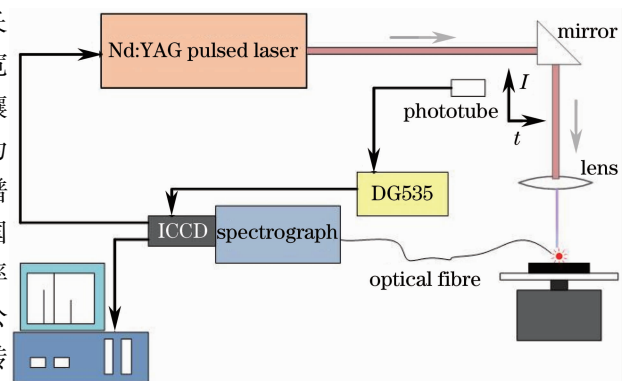 Nd:YAG pulsed laser
mirror
I
phototube
t
lens
DG535
ICCD
spectrograph
optical fibre